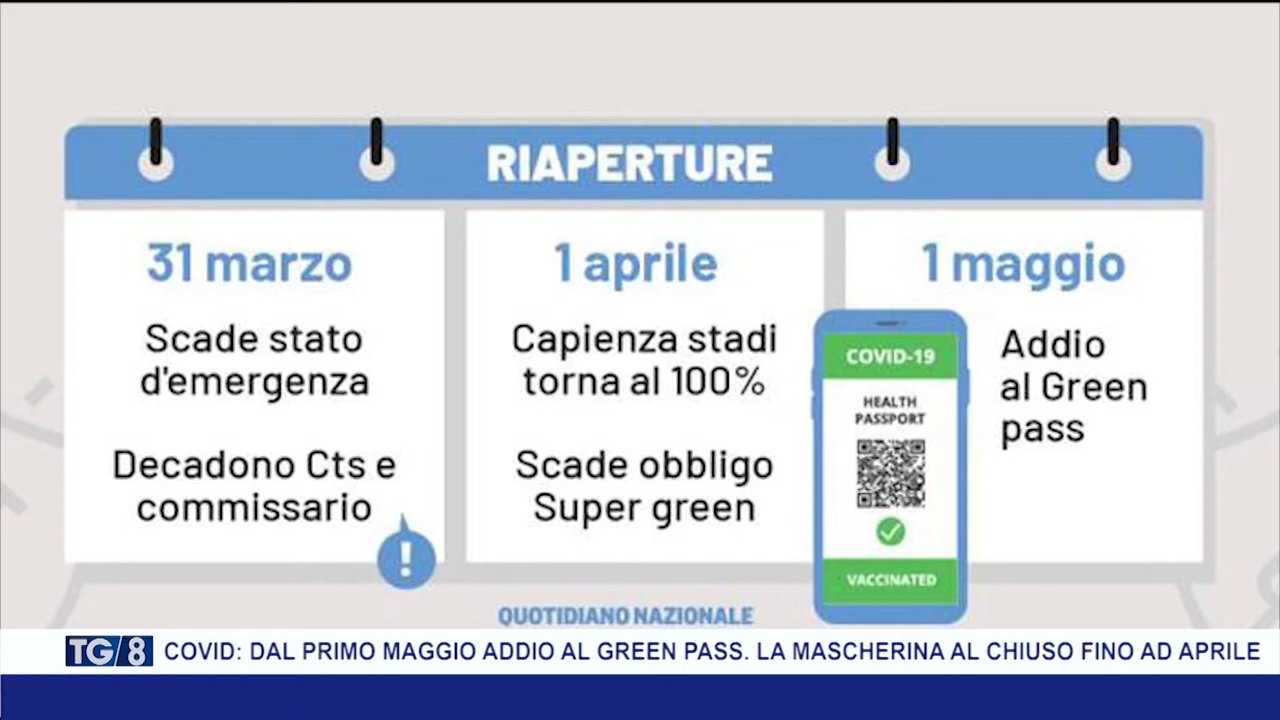 RIAPERTURE
31 marzo
Scade stato
d'emergenza
Decadono Cts e
commissario
!
1 aprile
Capienza stadi
torna al 100%
Scade obbligo
Super green
1 maggio
Addio
al Green
pass
COVID-19
HEALTH
PASSPORT
VACCINATED
QUOTIDIANO NAZIONALE
TG/8 COVID: DAL PRIMO MAGGIO ADDIO AL GREEN PASS. LA MASCHERINA AL CHIUSO FINO AD APRILE